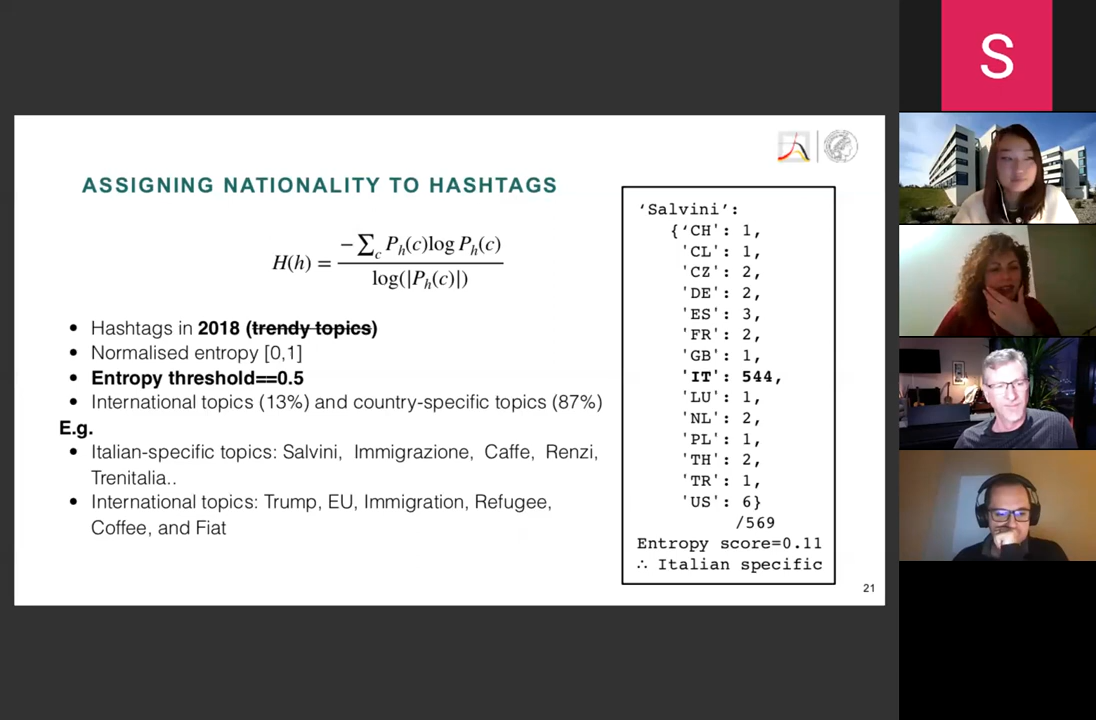 S
ASSIGNING NATIONALITY TO HASHTAGS
H(h) = −∑c Ph(c)log Ph(c) / log(|Ph(c)|)
• Hashtags in 2018 (trendy topics)
• Normalised entropy [0,1]
• Entropy threshold==0.5
• International topics (13%) and country-specific topics (87%)
E.g.
• Italian-specific topics: Salvini, Immigrazione, Caffe, Renzi,
Trenitalia..
• International topics: Trump, EU, Immigration, Refugee,
Coffee, and Fiat
‘Salvini’:
{‘CH': 1,
'CL': 1,
'CZ': 2,
'DE': 2,
'ES': 3,
'FR': 2,
'GB': 1,
'IT': 544,
'LU': 1,
'NL': 2,
'PL': 1,
'TH': 2,
'TR': 1,
'US': 6}
/569
Entropy score=0.11
∴ Italian specific
21